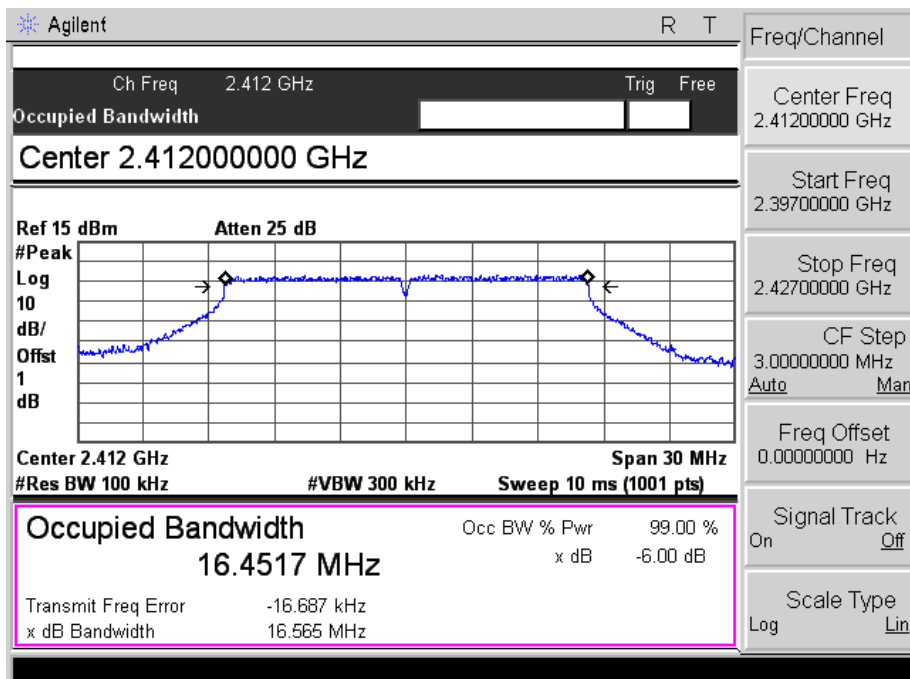 Agilent R T
Ch Freq 2.412 GHz Trig Free
Occupied Bandwidth
Center 2.412000000 GHz
Ref 15 dBm Atten 25 dB
#Peak
Log
10
dB/
Offst
1
dB
Center 2.412 GHz Span 30 MHz
#Res BW 100 kHz #VBW 300 kHz Sweep 10 ms (1001 pts)
Occupied Bandwidth Occ BW % Pwr 99.00 %
16.4517 MHz x dB -6.00 dB
Transmit Freq Error -16.687 kHz
x dB Bandwidth 16.565 MHz
Freq/Channel
Center Freq
2.41200000 GHz
Start Freq
2.39700000 GHz
Stop Freq
2.42700000 GHz
CF Step
3.00000000 MHz
Auto Man
Freq Offset
0.00000000 Hz
Signal Track
On Off
Scale Type
Log Lin